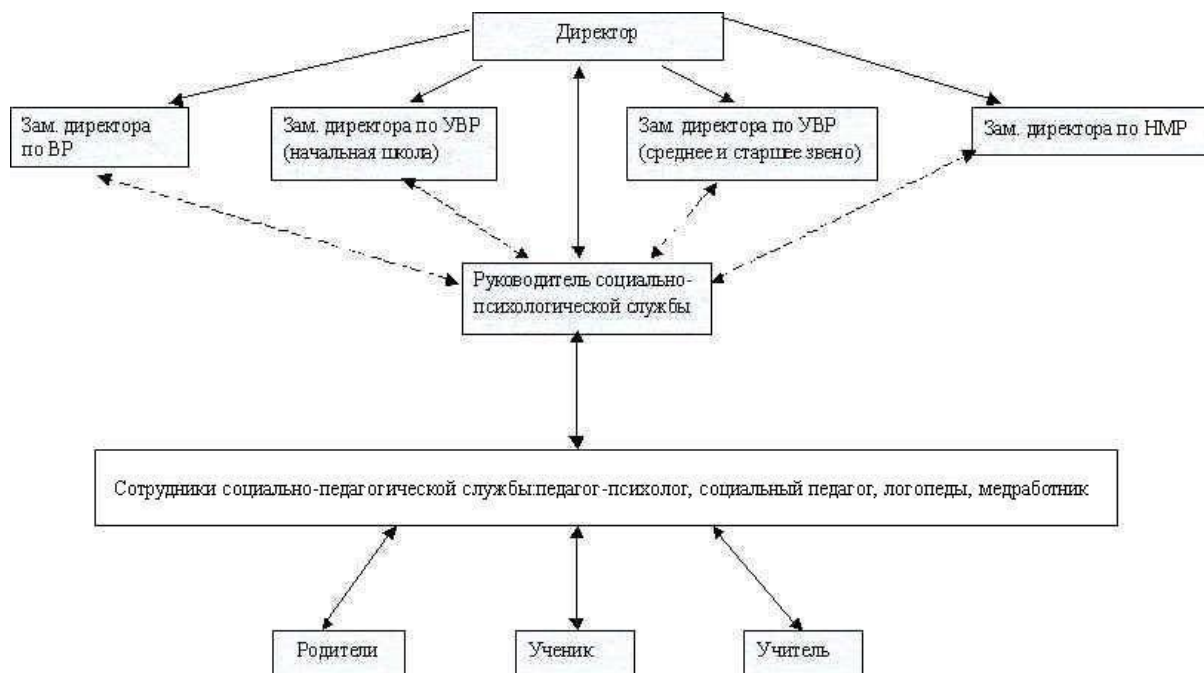 Директор
Зам. директора
по ВР
Зам. директора по УВР
(начальная школа)
Зам. директора по УВР
(среднее и старшее звено)
Зам. директора по НМР
Руководитель социально-
психологической службы
Сотрудники социально-педагогической службы:педагог-психолог, социальный педагог, логопеды, медработник
Родители
Ученик
Учитель